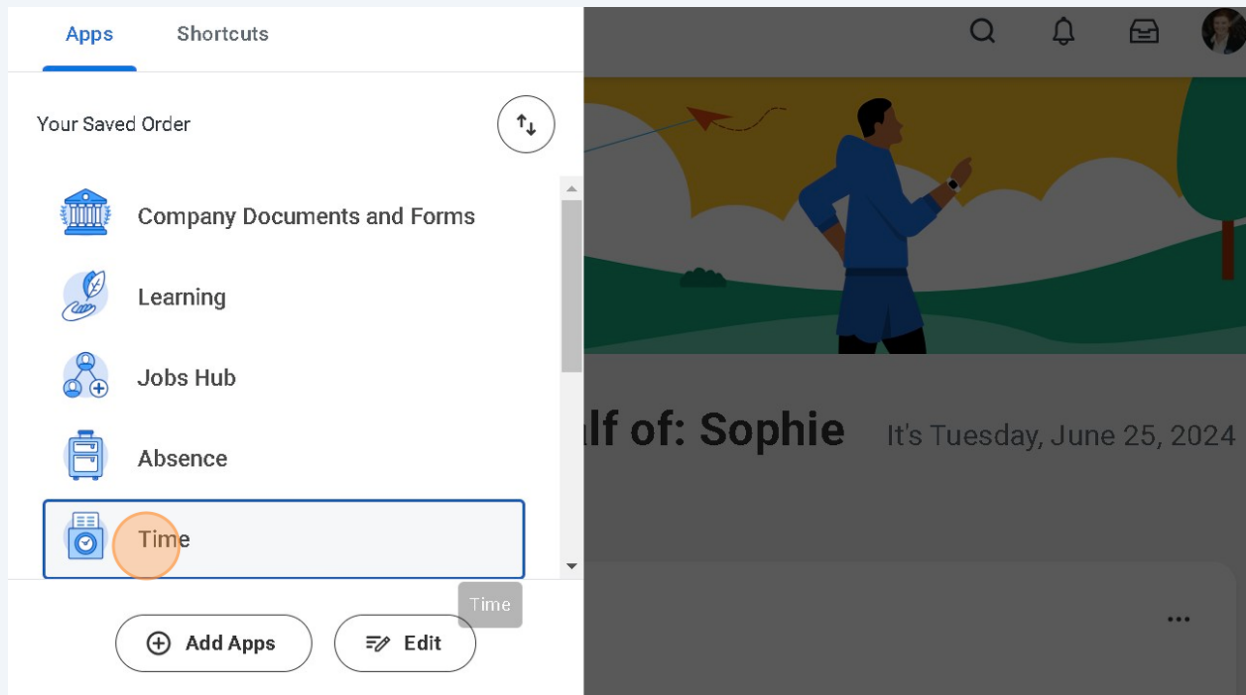 Apps Shortcuts
Your Saved Order
Company Documents and Forms
Learning
Jobs Hub
Absence
Time
Time
Add Apps Edit
of: Sophie It's Tuesday, June 25, 2024